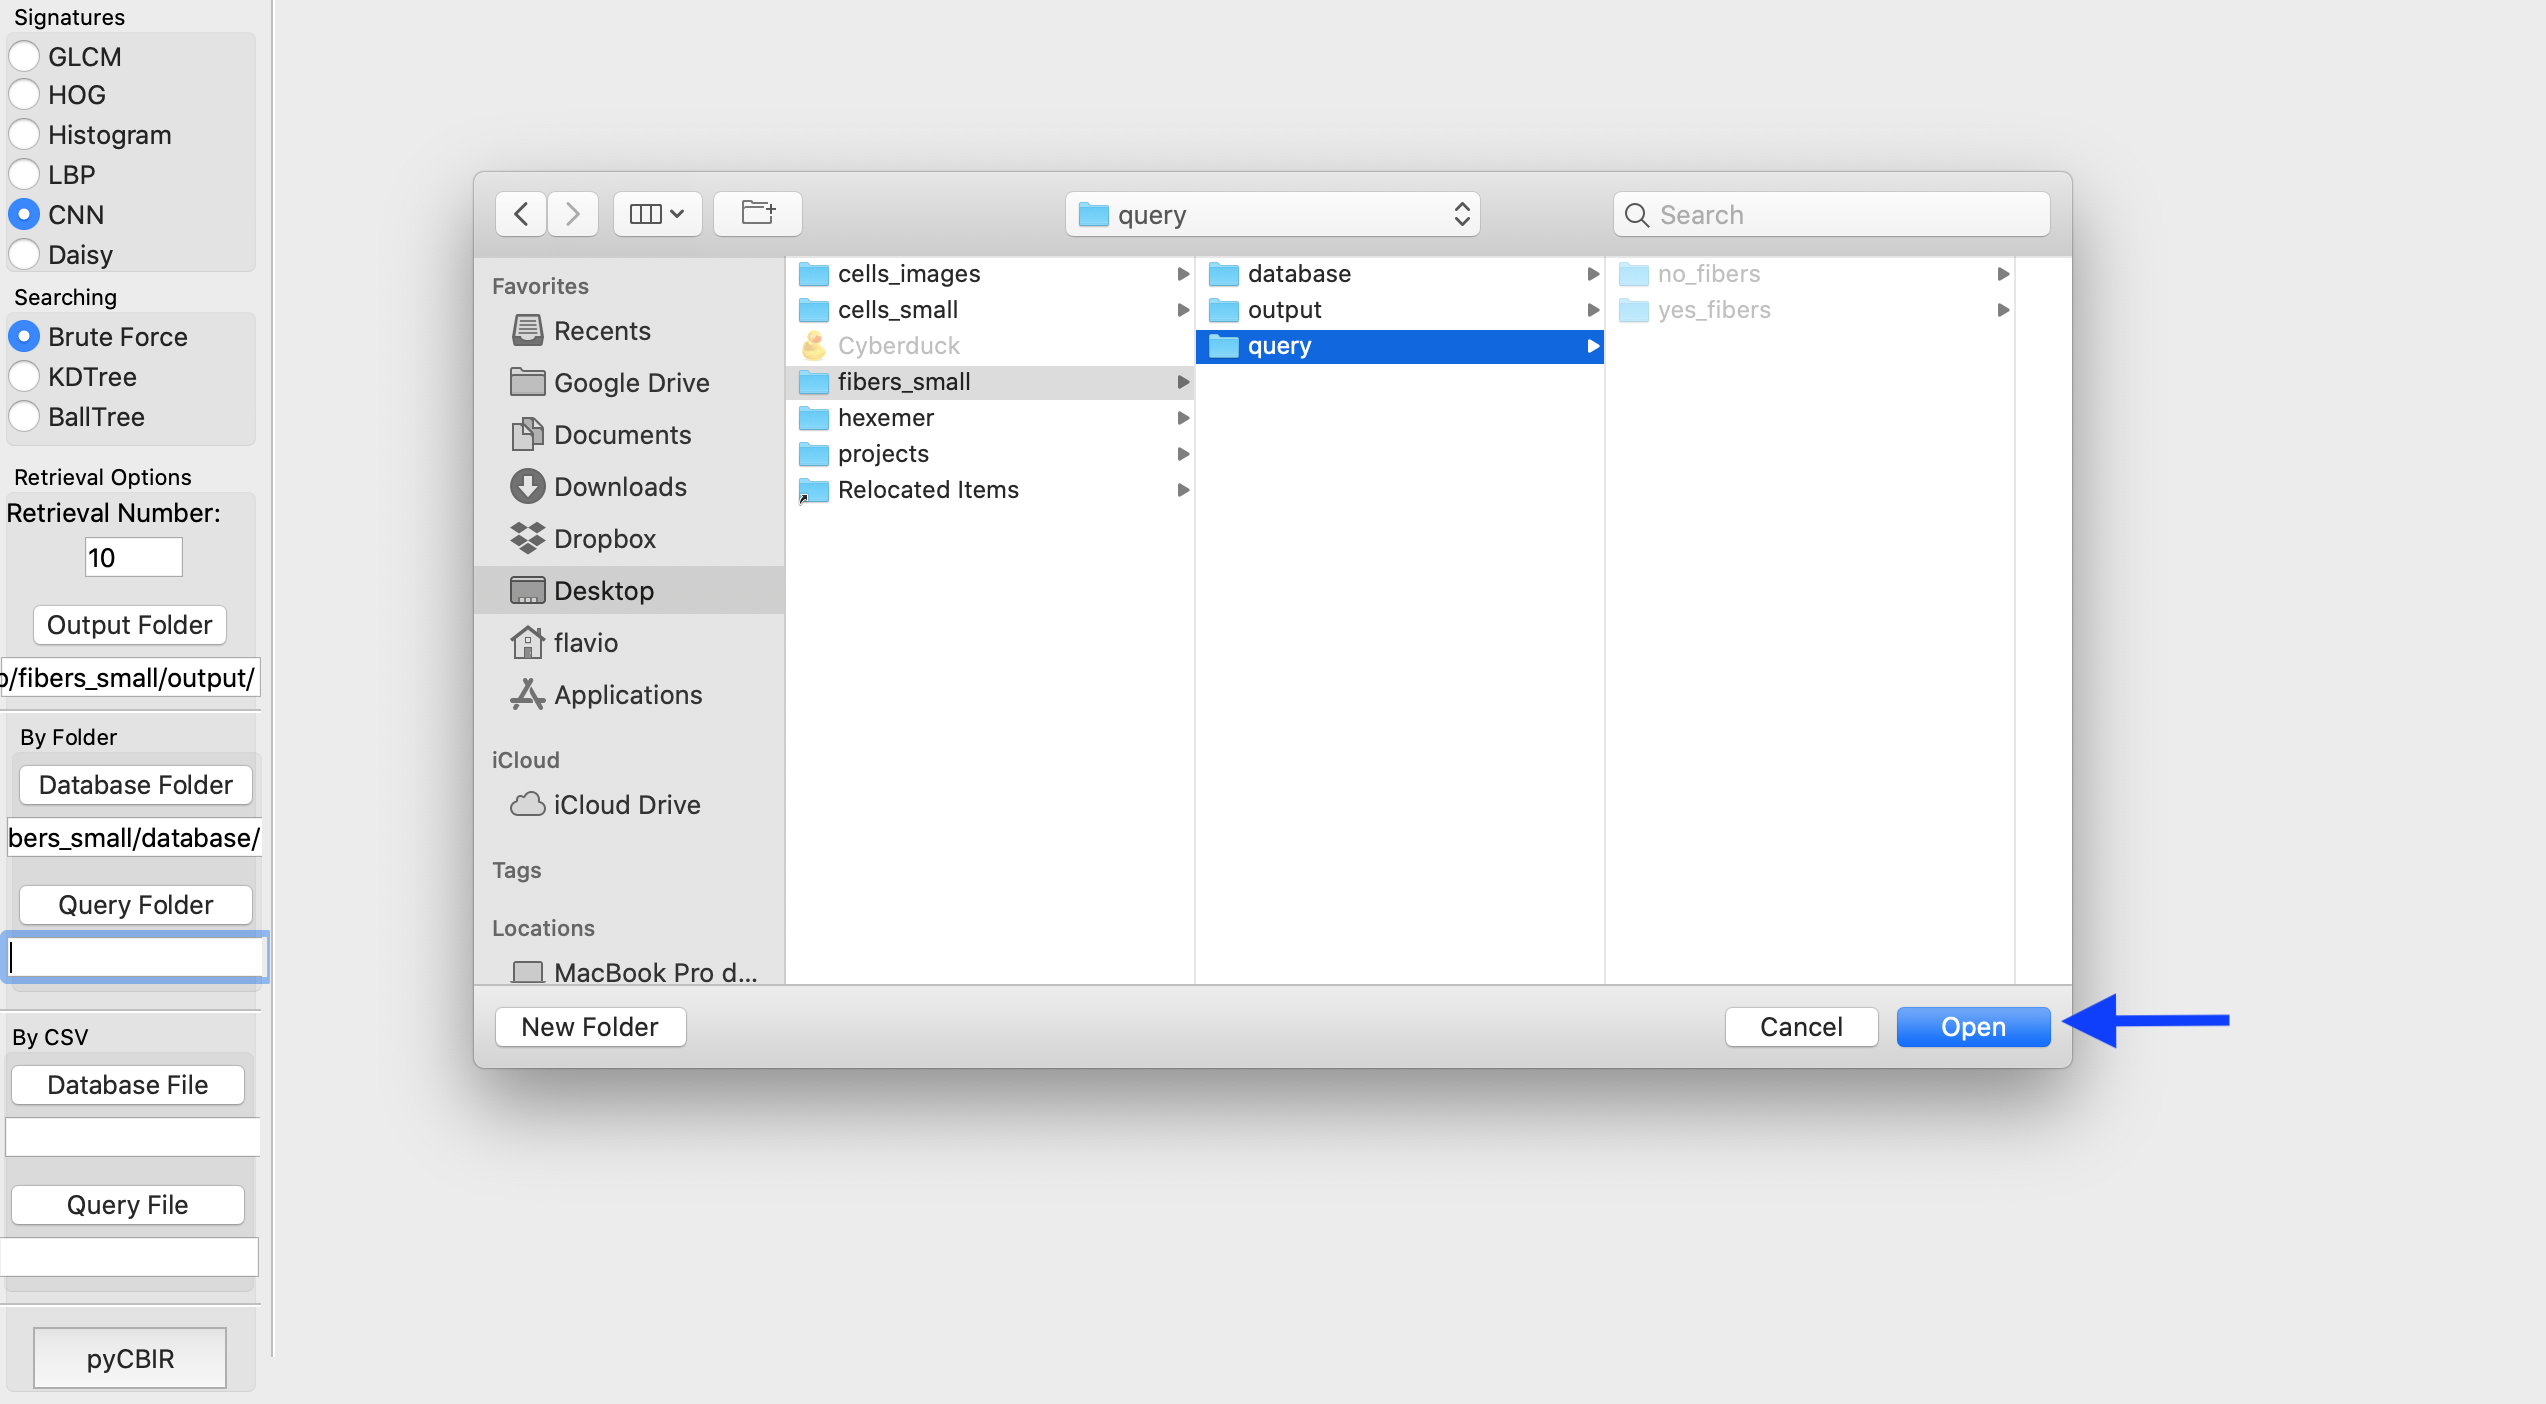 Signatures
GLCM
HOG
Histogram
LBP
CNN
Daisy
Searching
Brute Force
KDTree
BallTree
Retrieval Options
Retrieval Number:
10
Output Folder
o/fibers_small/output/
By Folder
Database Folder
bers_small/database/
Query Folder
By CSV
Database File
Query File
pyCBIR
query
Search
Favorites
Recents
Google Drive
Documents
Downloads
Dropbox
Desktop
flavio
Applications
iCloud
iCloud Drive
Tags
Locations
MacBook Pro d...
cells_images
cells_small
Cyberduck
fibers_small
hexemer
projects
Relocated Items
database
output
query
no_fibers
yes_fibers
New Folder
Cancel
Open